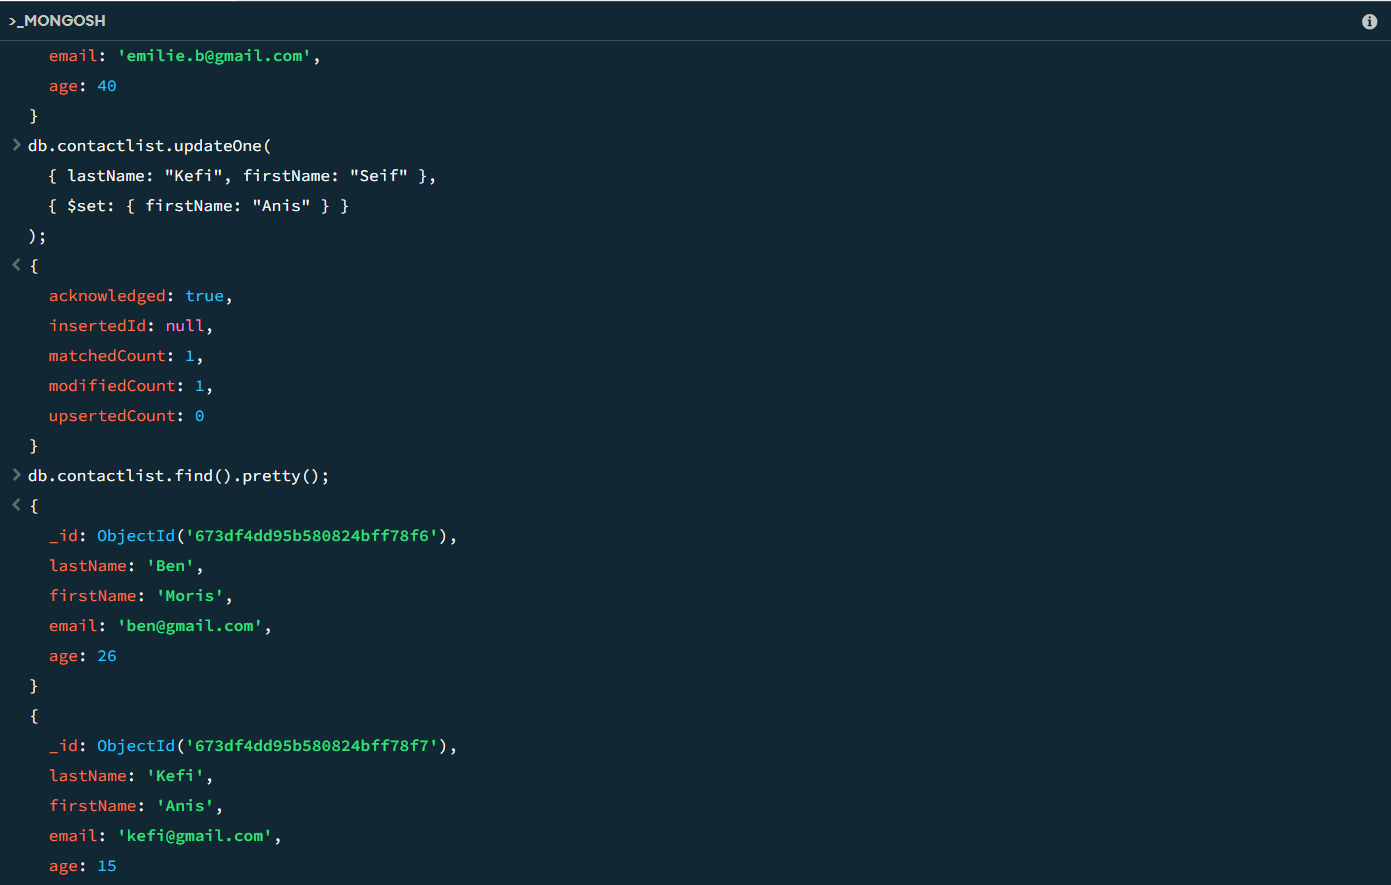 >_MONGOSH
email: 'emilie.b@gmail.com',
age: 40
}
> db.contactlist.updateOne(
{ lastName: "Kefi", firstName: "Seif" },
{ $set: { firstName: "Anis" } }
);
< {
acknowledged: true,
insertedId: null,
matchedCount: 1,
modifiedCount: 1,
upsertedCount: 0
}
> db.contactlist.find().pretty();
< {
_id: ObjectId('673df4dd95b580824bff78f6'),
lastName: 'Ben',
firstName: 'Moris',
email: 'ben@gmail.com',
age: 26
}
{
_id: ObjectId('673df4dd95b580824bff78f7'),
lastName: 'Kefi',
firstName: 'Anis',
email: 'kefi@gmail.com',
age: 15